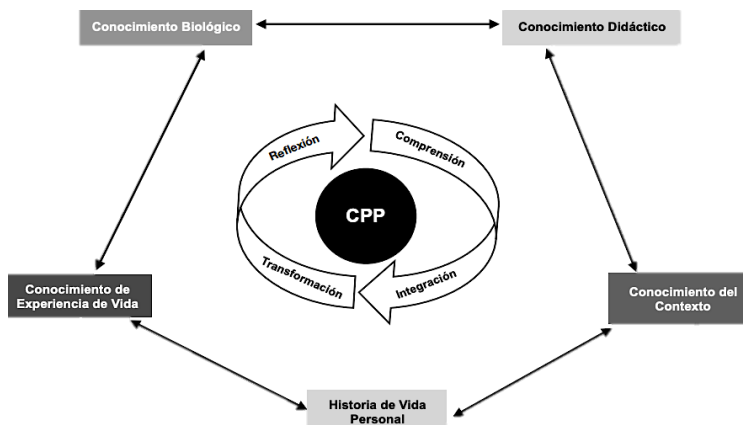 Conocimiento Biológico
Conocimiento Didáctico
Reflexión
Comprensión
CPP
Transformación
Integración
Conocimiento de
Experiencia de Vida
Conocimiento del
Contexto
Historia de Vida
Personal